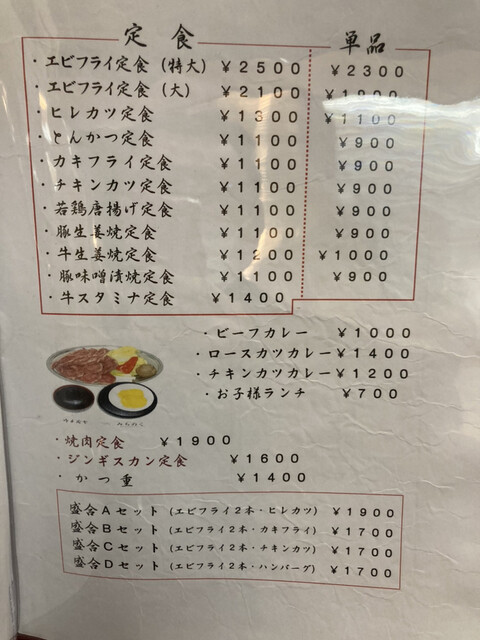 定食 単品
・エビフライ定食（特大） ￥2500 ￥2300
・エビフライ定食（大） ￥2100 ￥1900
・ヒレカツ定食 ￥1300 ￥1100
・とんかつ定食 ￥1100 ￥900
・カキフライ定食 ￥1100 ￥900
・チキンカツ定食 ￥1100 ￥900
・若鶏唐揚げ定食 ￥1100 ￥900
・豚生姜焼定食 ￥1100 ￥900
・牛生姜焼定食 ￥1200 ￥1000
・豚味噌漬焼定食 ￥1100 ￥900
・牛スタミナ定食 ￥1400
・ビーフカレー ￥1000
・ロースカツカレー ￥1400
・チキンカツカレー ￥1200
・お子様ランチ ￥700
・焼肉定食 ￥1900
・ジンギスカン定食 ￥1600
・かつ重 ￥1400
盛合Aセット（エビフライ2本・ヒレカツ） ￥1900
盛合Bセット（エビフライ2本・カキフライ） ￥1700
盛合Cセット（エビフライ2本・チキンカツ） ￥1700
盛合Dセット（エビフライ2本・ハンバーグ） ￥1700